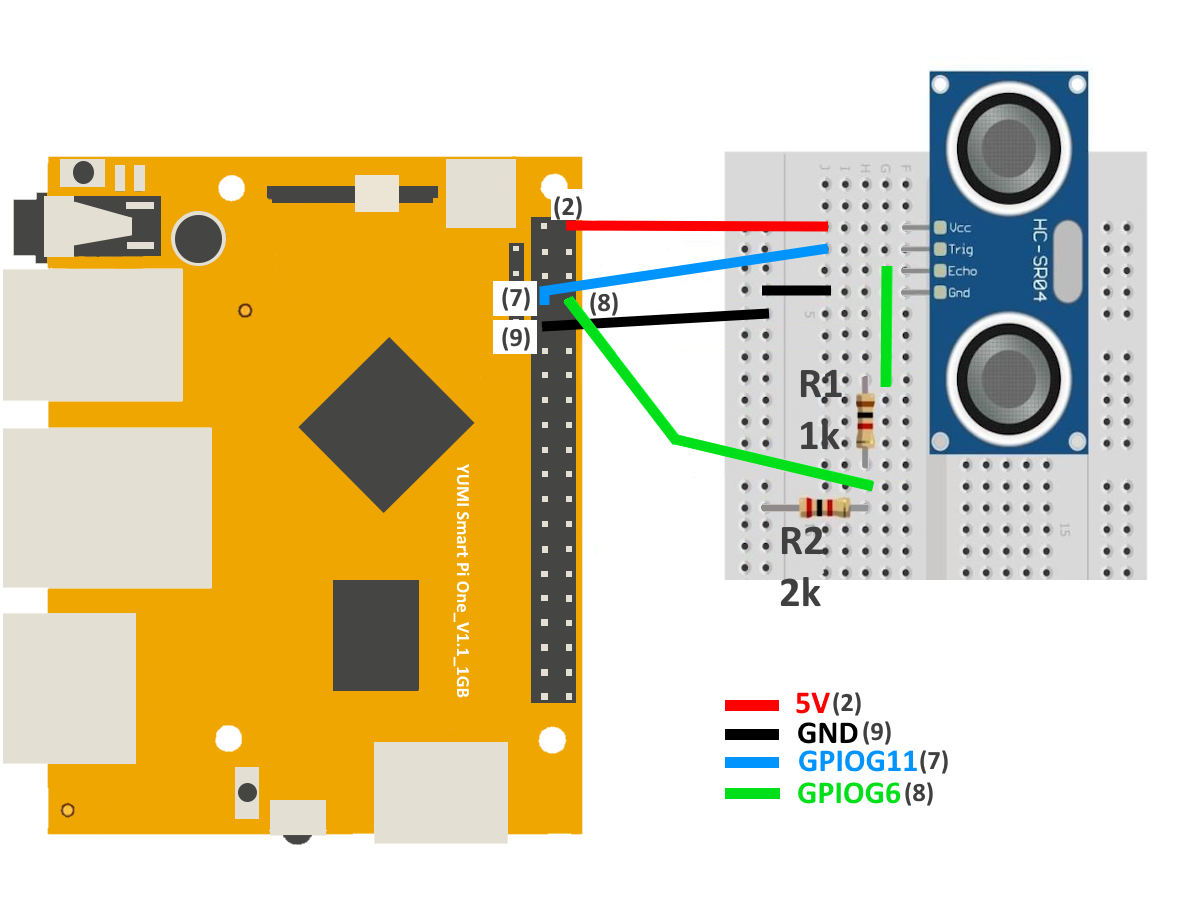 (2)
(7)
(8)
(9)
YUMI Smart Pi One_V1.1_1GB
J I H G F
5
15
R1
1k
R2
2k
Vcc
Trig
Echo
Gnd
HC-SR04
5V(2)
GND(9)
GPIOG11(7)
GPIOG6(8)